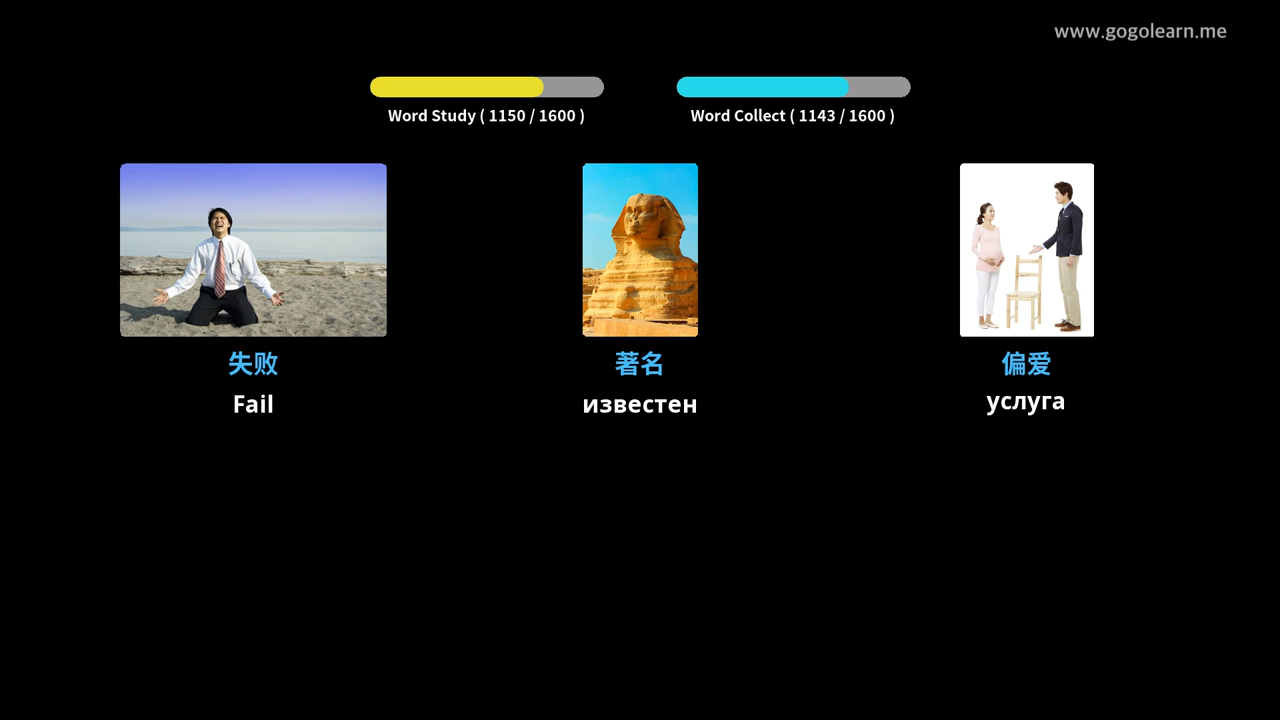 www.gogolearn.me
Word Study ( 1150 / 1600 )
Word Collect ( 1143 / 1600 )
失败
Fail
著名
известен
偏爱
услуга